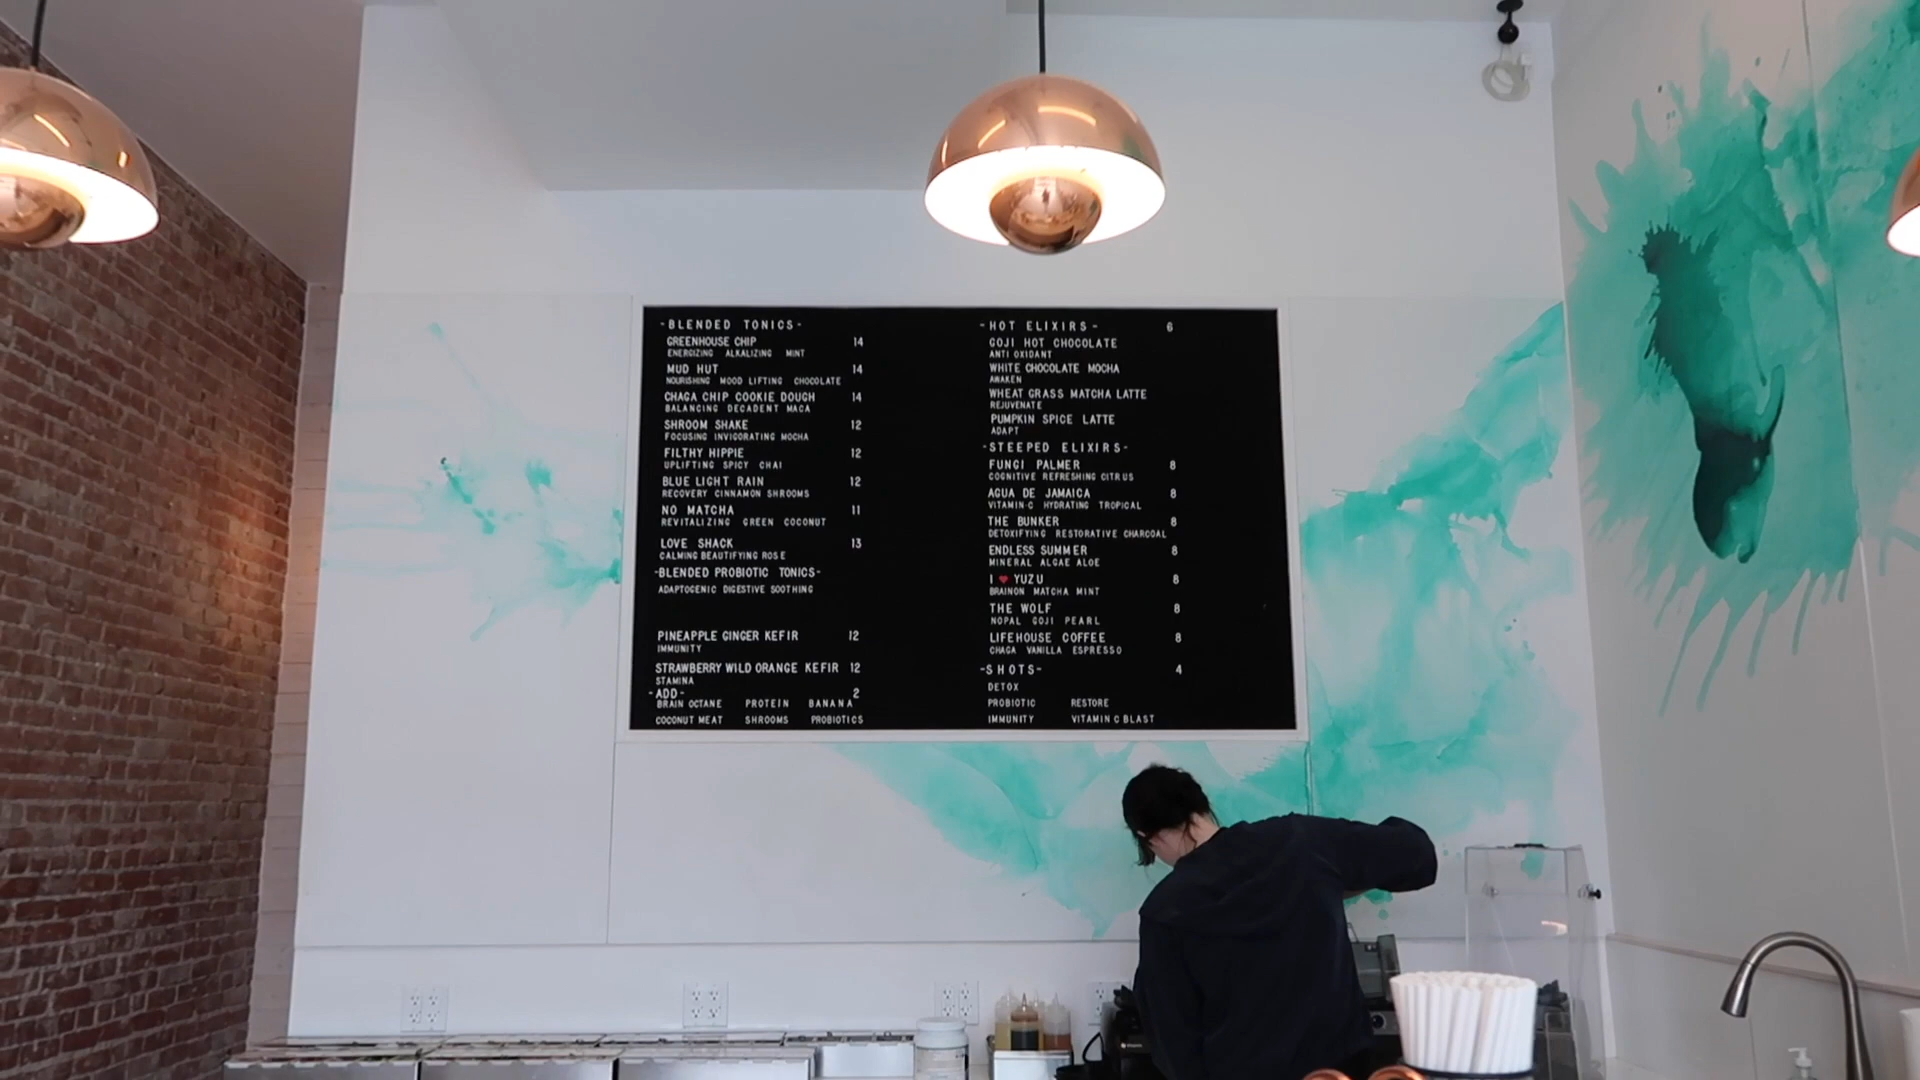 -BLENDED TONICS-
GREENHOUSE CHIP 14
ENERGIZING ALKALIZING MINT
MUD HUT 14
NOURISHING MOOD LIFTING CHOCOLATE
CHAGA CHIP COOKIE DOUGH 14
BALANCING DECADENT MACA
SHROOM SHAKE 12
FOCUSING INVIGORATING MOCHA
FILTHY HIPPIE 12
UPLIFTING SPICY CHAI
BLUE LIGHT RAIN 12
RECOVERY CINNAMON SHROOMS
NO MATCHA 11
REVITALIZING GREEN COCONUT
LOVE SHACK 13
CALMING BEAUTIFYING ROSE
-BLENDED PROBIOTIC TONICS-
ADAPTOGENIC DIGESTIVE SOOTHING
PINEAPPLE GINGER KEFIR 12
IMMUNITY
STRAWBERRY WILD ORANGE KEFIR 12
STAMINA
-ADD- 2
BRAIN OCTANE PROTEIN BANANA
COCONUT MEAT SHROOMS PROBIOTICS
-HOT ELIXIRS- 6
GOJI HOT CHOCOLATE
ANTI OXIDANT
WHITE CHOCOLATE MOCHA
AWAKEN
WHEAT GRASS MATCHA LATTE
REJUVENATE
PUMPKIN SPICE LATTE
ADAPT
-STEEPED ELIXIRS-
FUNGI PALMER 8
COGNITIVE REFRESHING CITRUS
AGUA DE JAMAICA 8
VITAMIN-C HYDRATING TROPICAL
THE BUNKER 8
DETOXIFYING RESTORATIVE CHARCOAL
ENDLESS SUMMER 8
MINERAL ALGAE ALOE
I ♥ YUZU 8
BRAINON MATCHA MINT
THE WOLF 8
NOPAL GOJI PEARL
LIFEHOUSE COFFEE 8
CHAGA VANILLA ESPRESSO
-SHOTS- 4
DETOX
PROBIOTIC RESTORE
IMMUNITY VITAMIN C BLAST